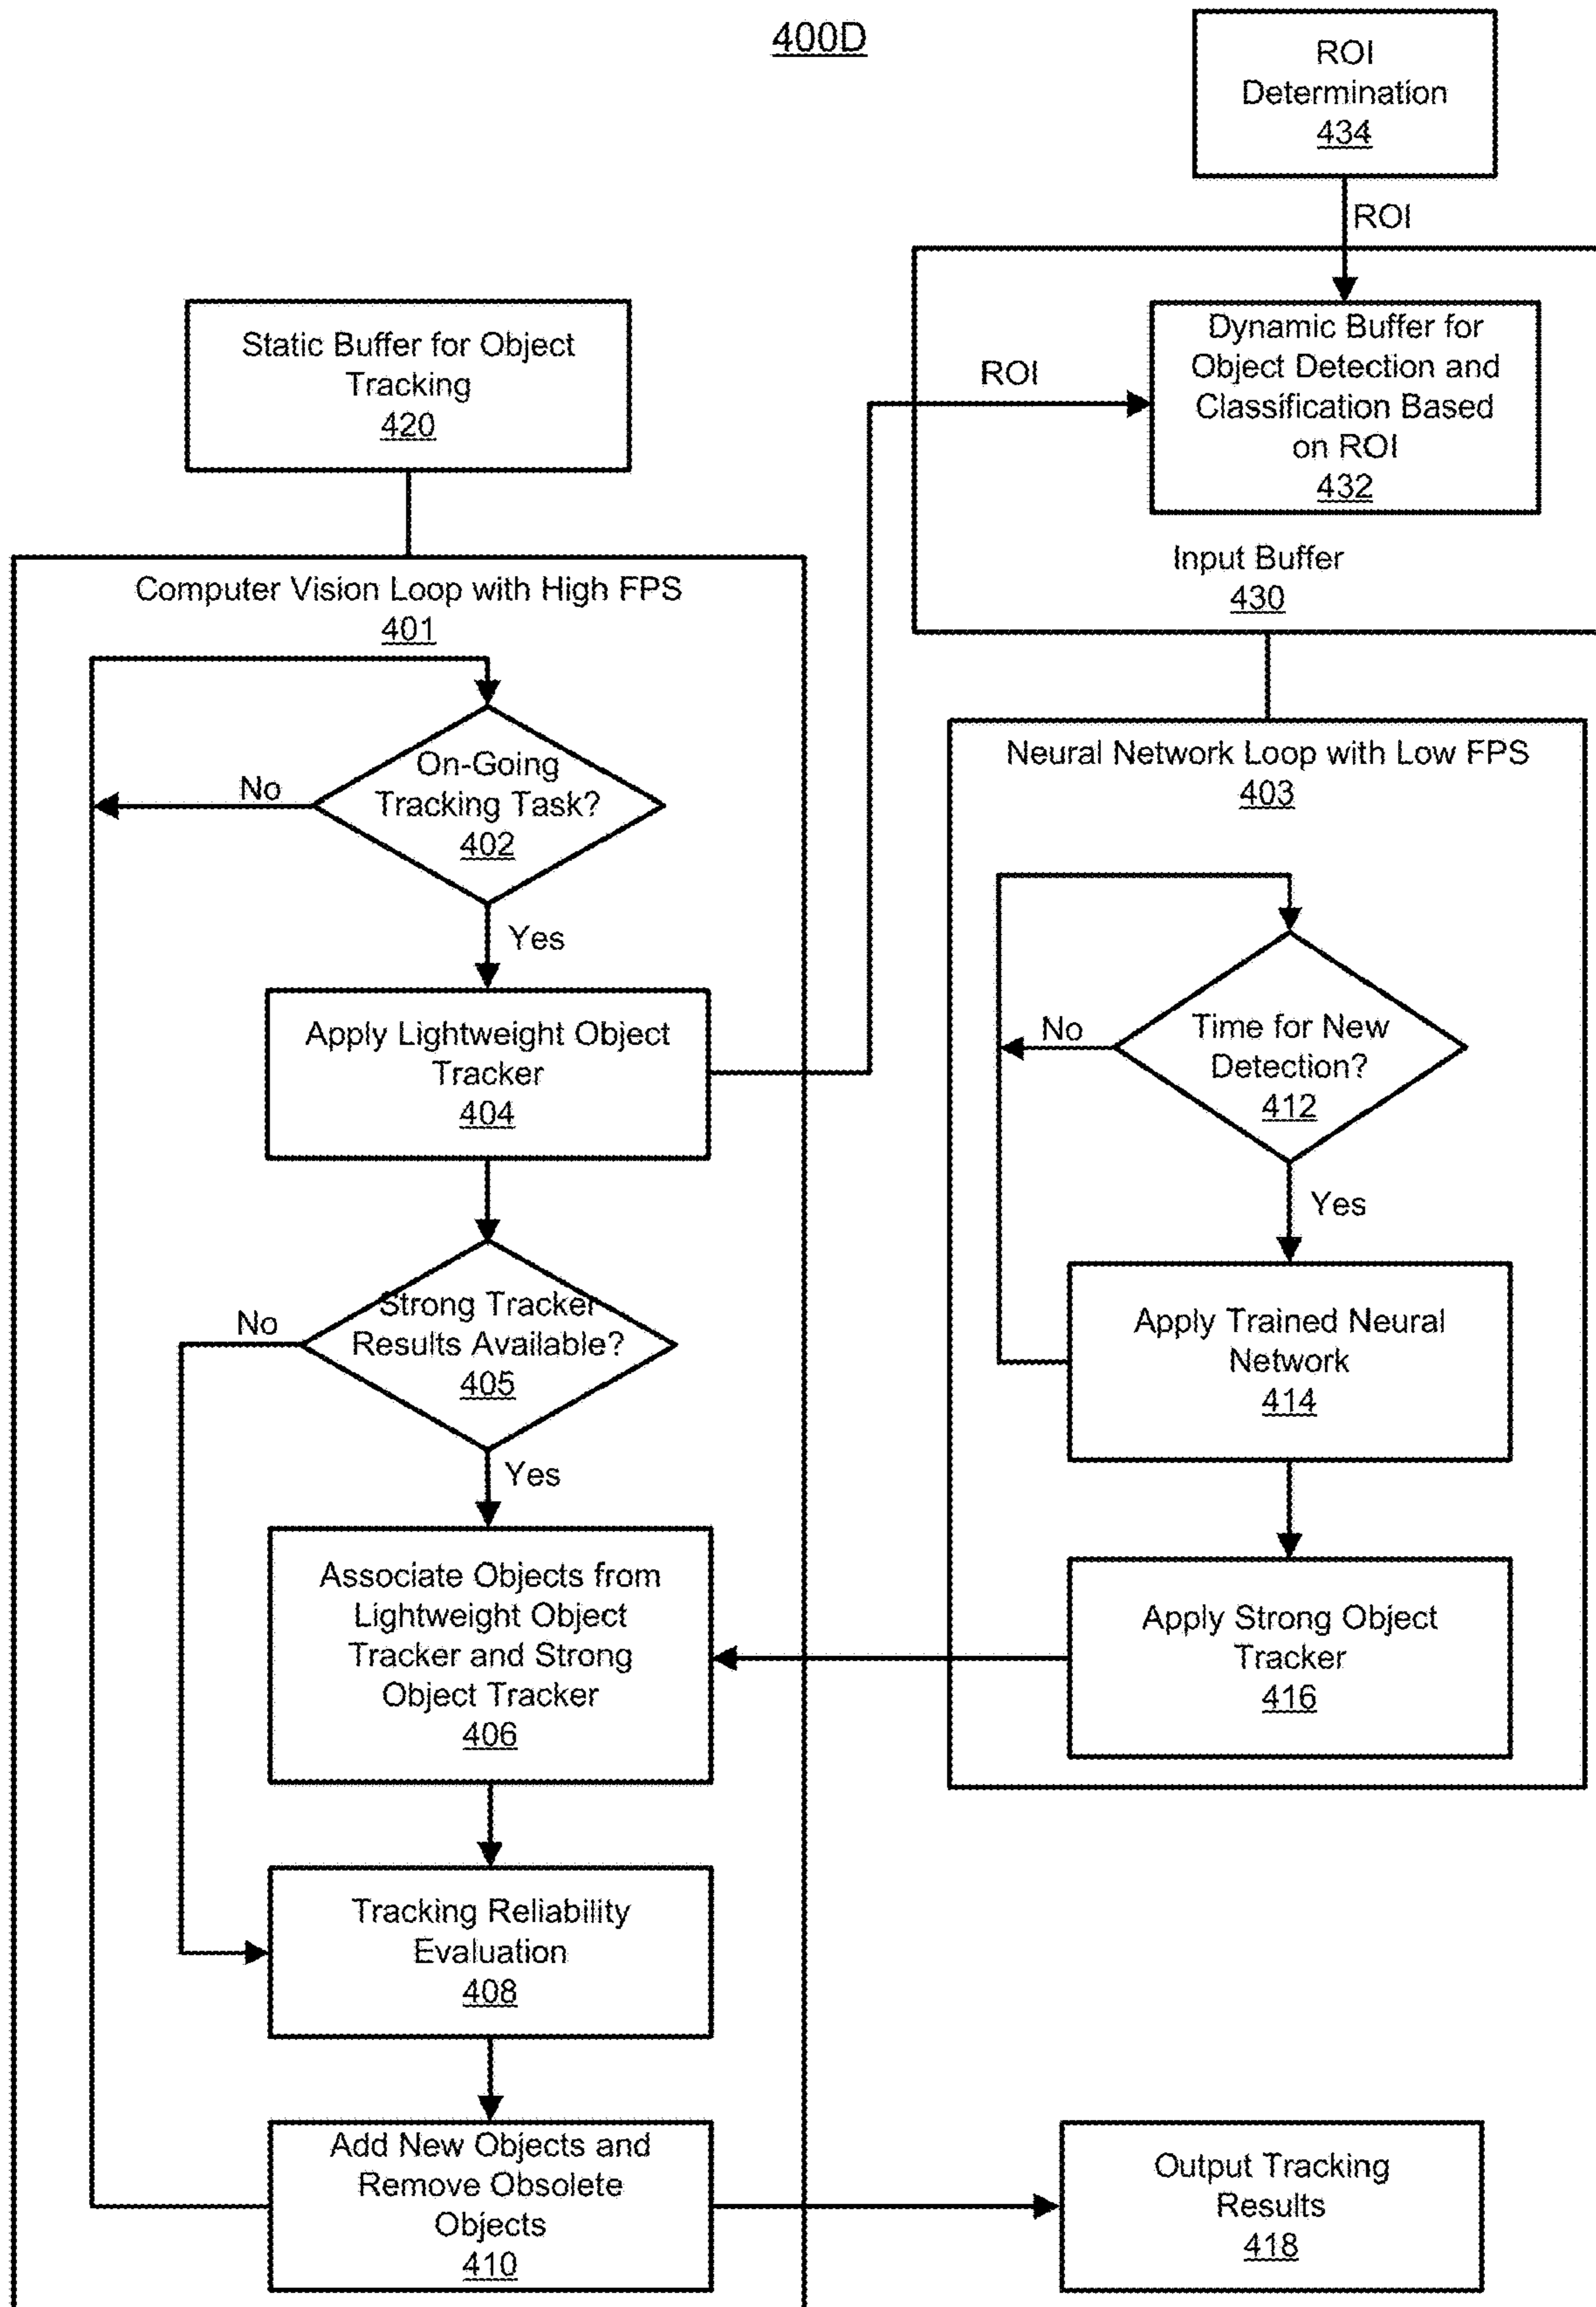 400D
ROI
Determination
434
ROI
Static Buffer for Object
Tracking
420
ROI
Dynamic Buffer for
Object Detection and
Classification Based
on ROI
432
Input Buffer
430
Computer Vision Loop with High FPS
401
On-Going
Tracking Task?
402
No
Yes
Apply Lightweight Object
Tracker
404
Strong Tracker
Results Available?
405
No
Yes
Associate Objects from
Lightweight Object
Tracker and Strong
Object Tracker
406
Tracking Reliability
Evaluation
408
Add New Objects and
Remove Obsolete
Objects
410
Neural Network Loop with Low FPS
403
Time for New
Detection?
412
No
Yes
Apply Trained Neural
Network
414
Apply Strong Object
Tracker
416
Output Tracking
Results
418